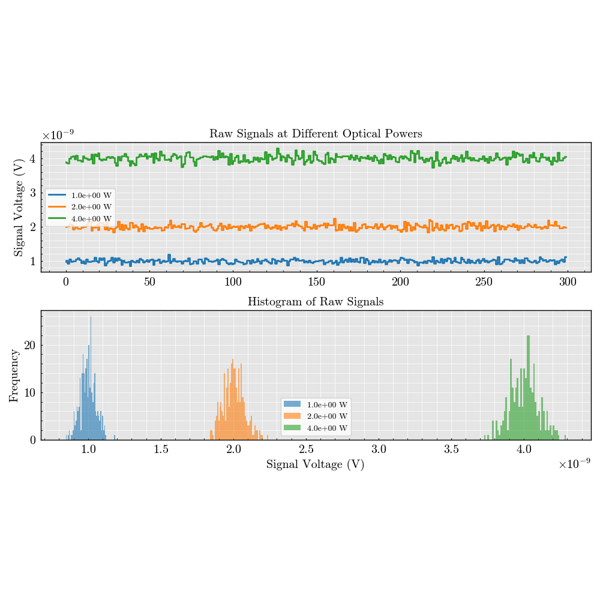 Raw Signals at Different Optical Powers
×10⁻⁹
Signal Voltage (V)
4
3
2
1
1.0e+00 W
2.0e+00 W
4.0e+00 W
0 50 100 150 200 250 300
Histogram of Raw Signals
Frequency
20
10
0
1.0e+00 W
2.0e+00 W
4.0e+00 W
1.0 1.5 2.0 2.5 3.0 3.5 4.0
Signal Voltage (V)
×10⁻⁹